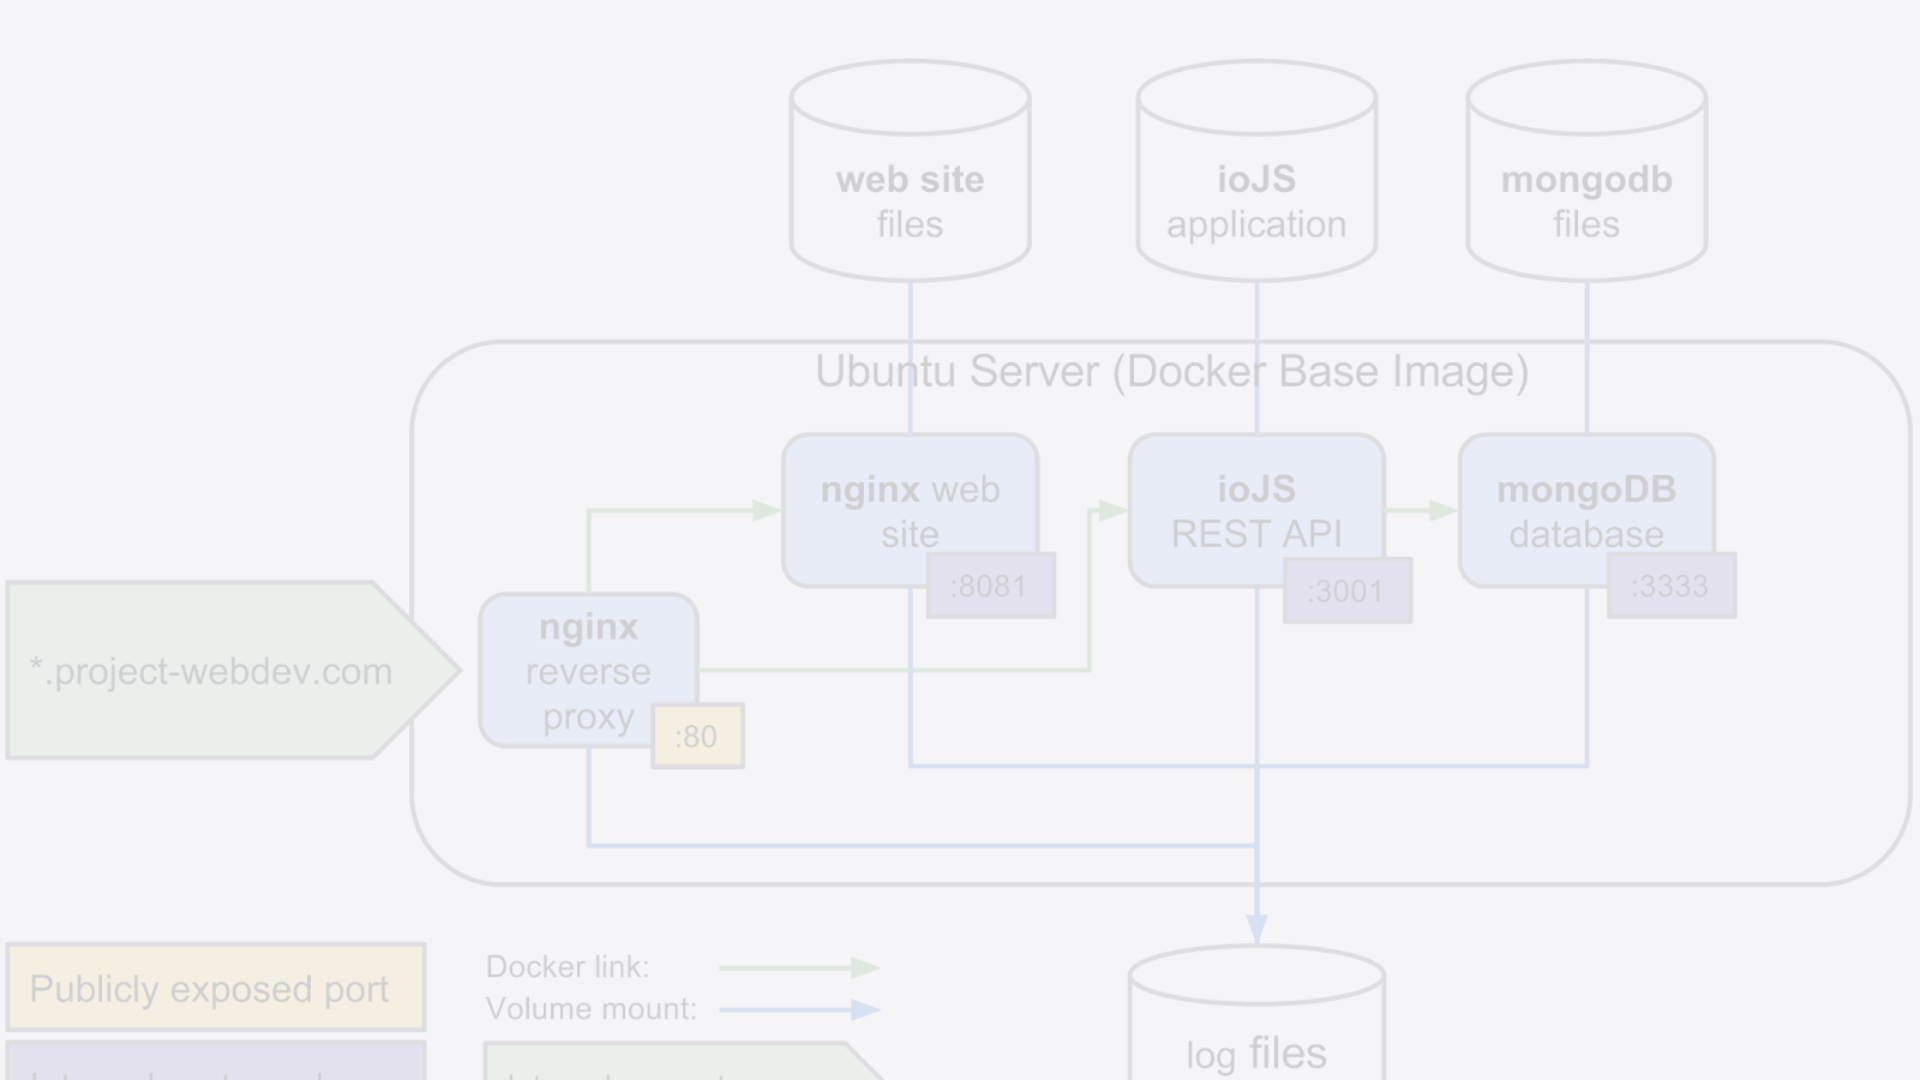 web site
files
ioJS
application
mongodb
files
Ubuntu Server (Docker Base Image)
nginx web
site
:8081
ioJS
REST API
:3001
mongoDB
database
:3333
*.project-webdev.com
nginx
reverse
proxy
:80
Publicly exposed port
Docker link:
Volume mount:
log files